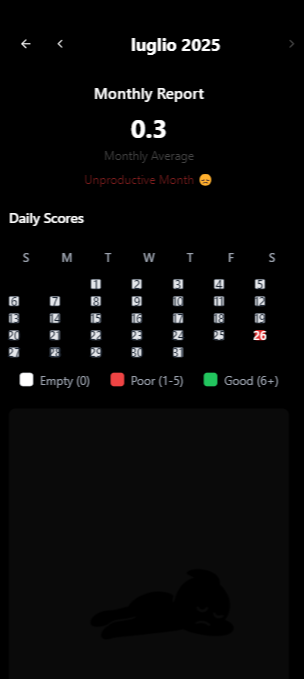 luglio 2025
Monthly Report
0.3
Monthly Average
Unproductive Month 😞
Daily Scores
S M T W T F S
1 2 3 4 5
6 7 8 9 10 11 12
13 14 15 16 17 18 19
20 21 22 23 24 25 26
27 28 29 30 31
Empty (0) Poor (1-5) Good (6+)